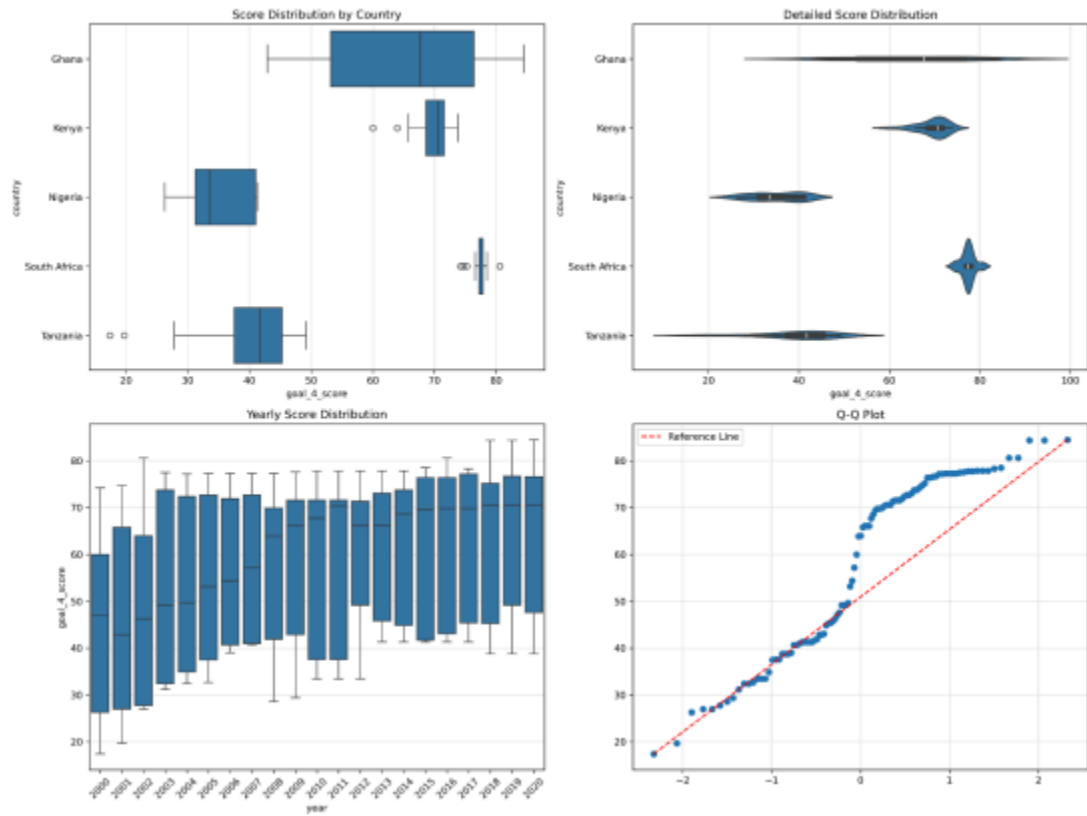 Score Distribution by Country
Ghana
Kenya
Nigeria
South Africa
Tanzania
country
20 30 40 50 60 70 80
goal_4_score
Detailed Score Distribution
Ghana
Kenya
Nigeria
South Africa
Tanzania
country
20 40 60 80 100
goal_4_score
Yearly Score Distribution
80
70
60
50
40
30
20
goal_4_score
2000 2001 2002 2003 2004 2005 2006 2007 2008 2009 2010 2011 2012 2013 2014 2015 2016 2017 2018 2019 2020
year
Q-Q Plot
Reference Line
80
70
60
50
40
30
20
−2 −1 0 1 2